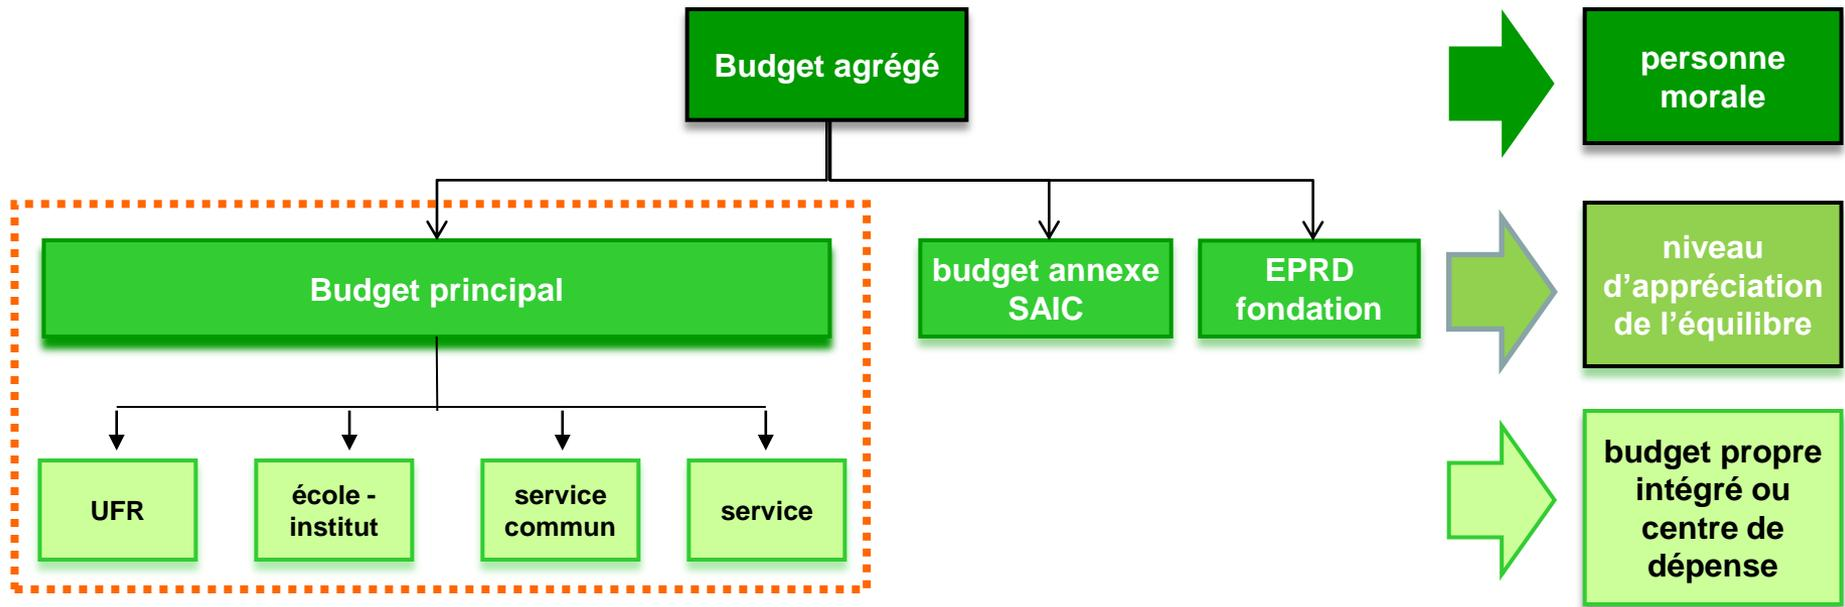 Budget agrégé
personne
morale
Budget principal
budget annexe
SAIC
EPRD
fondation
niveau
d’appréciation
de l’équilibre
UFR
école -
institut
service
commun
service
budget propre
intégré ou
centre de
dépense